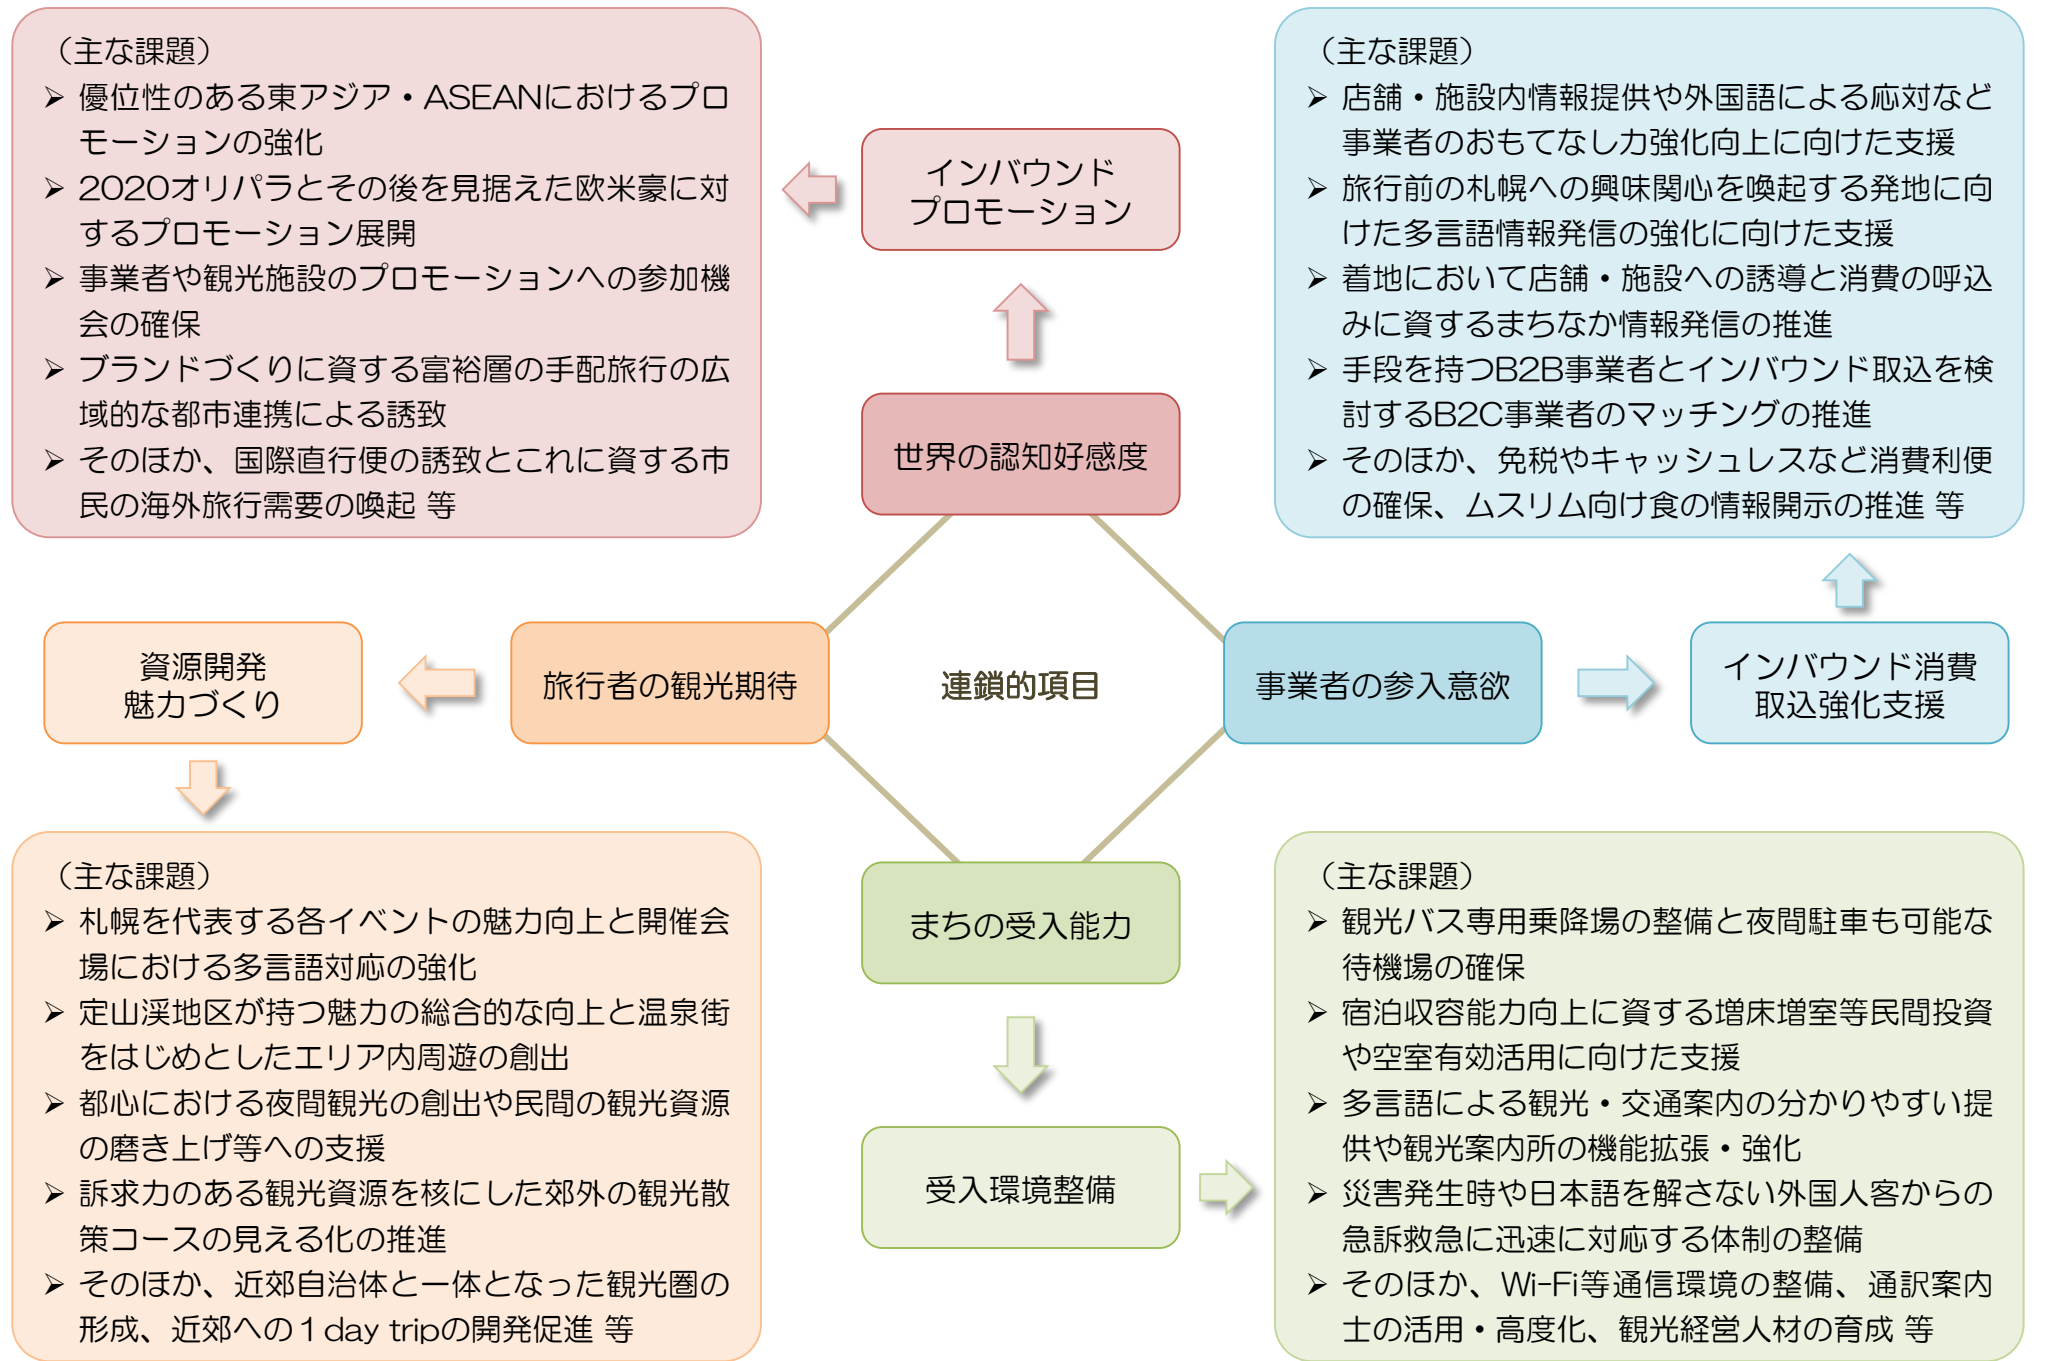 （主な課題）
➢ 優位性のある東アジア・ASEANにおけるプロ
モーションの強化
➢ 2020オリパラとその後を見据えた欧米豪に対
するプロモーション展開
➢ 事業者や観光施設のプロモーションへの参加機
会の確保
➢ ブランドづくりに資する富裕層の手配旅行の広
域的な都市連携による誘致
➢ そのほか、国際直行便の誘致とこれに資する市
民の海外旅行需要の喚起 等
インバウンド
プロモーション
世界の認知好感度
（主な課題）
➢ 店舗・施設内情報提供や外国語による応対など
事業者のおもてなし力強化向上に向けた支援
➢ 旅行前の札幌への興味関心を喚起する発地に向
けた多言語情報発信の強化に向けた支援
➢ 着地において店舗・施設への誘導と消費の呼込
みに資するまちなか情報発信の推進
➢ 手段を持つB2B事業者とインバウンド取込を検
討するB2C事業者のマッチングの推進
➢ そのほか、免税やキャッシュレスなど消費利便
の確保、ムスリム向け食の情報開示の推進 等
資源開発
魅力づくり
旅行者の観光期待
連鎖的項目
事業者の参入意欲
インバウンド消費
取込強化支援
（主な課題）
➢ 札幌を代表する各イベントの魅力向上と開催会
場における多言語対応の強化
➢ 定山渓地区が持つ魅力の総合的な向上と温泉街
をはじめとしたエリア内周遊の創出
➢ 都心における夜間観光の創出や民間の観光資源
の磨き上げ等への支援
➢ 訴求力のある観光資源を核にした郊外の観光散
策コースの見える化の推進
➢ そのほか、近郊自治体と一体となった観光圏の
形成、近郊への１day tripの開発促進 等
まちの受入能力
受入環境整備
（主な課題）
➢ 観光バス専用乗降場の整備と夜間駐車も可能な
待機場の確保
➢ 宿泊収容能力向上に資する増床増室等民間投資
や空室有効活用に向けた支援
➢ 多言語による観光・交通案内の分かりやすい提
供や観光案内所の機能拡張・強化
➢ 災害発生時や日本語を解さない外国人客からの
急訴救急に迅速に対応する体制の整備
➢ そのほか、Wi-Fi等通信環境の整備、通訳案内
士の活用・高度化、観光経営人材の育成 等